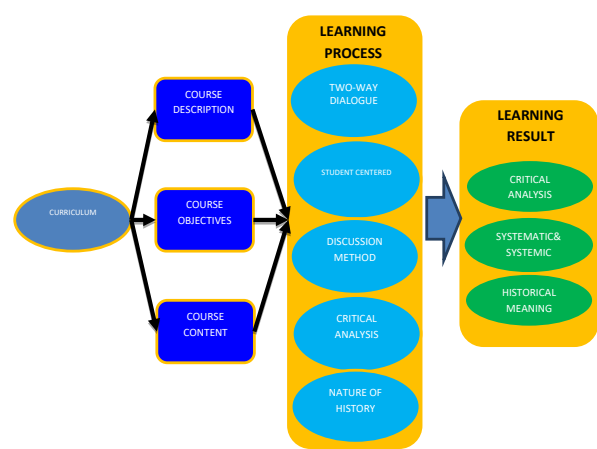 CURRICULUM
COURSE
DESCRIPTION
COURSE
OBJECTIVES
COURSE
CONTENT
LEARNING
PROCESS
TWO-WAY
DIALOGUE
STUDENT CENTERED
DISCUSSION
METHOD
CRITICAL
ANALYSIS
NATURE OF
HISTORY
LEARNING
RESULT
CRITICAL
ANALYSIS
SYSTEMATIC&
SYSTEMIC
HISTORICAL
MEANING